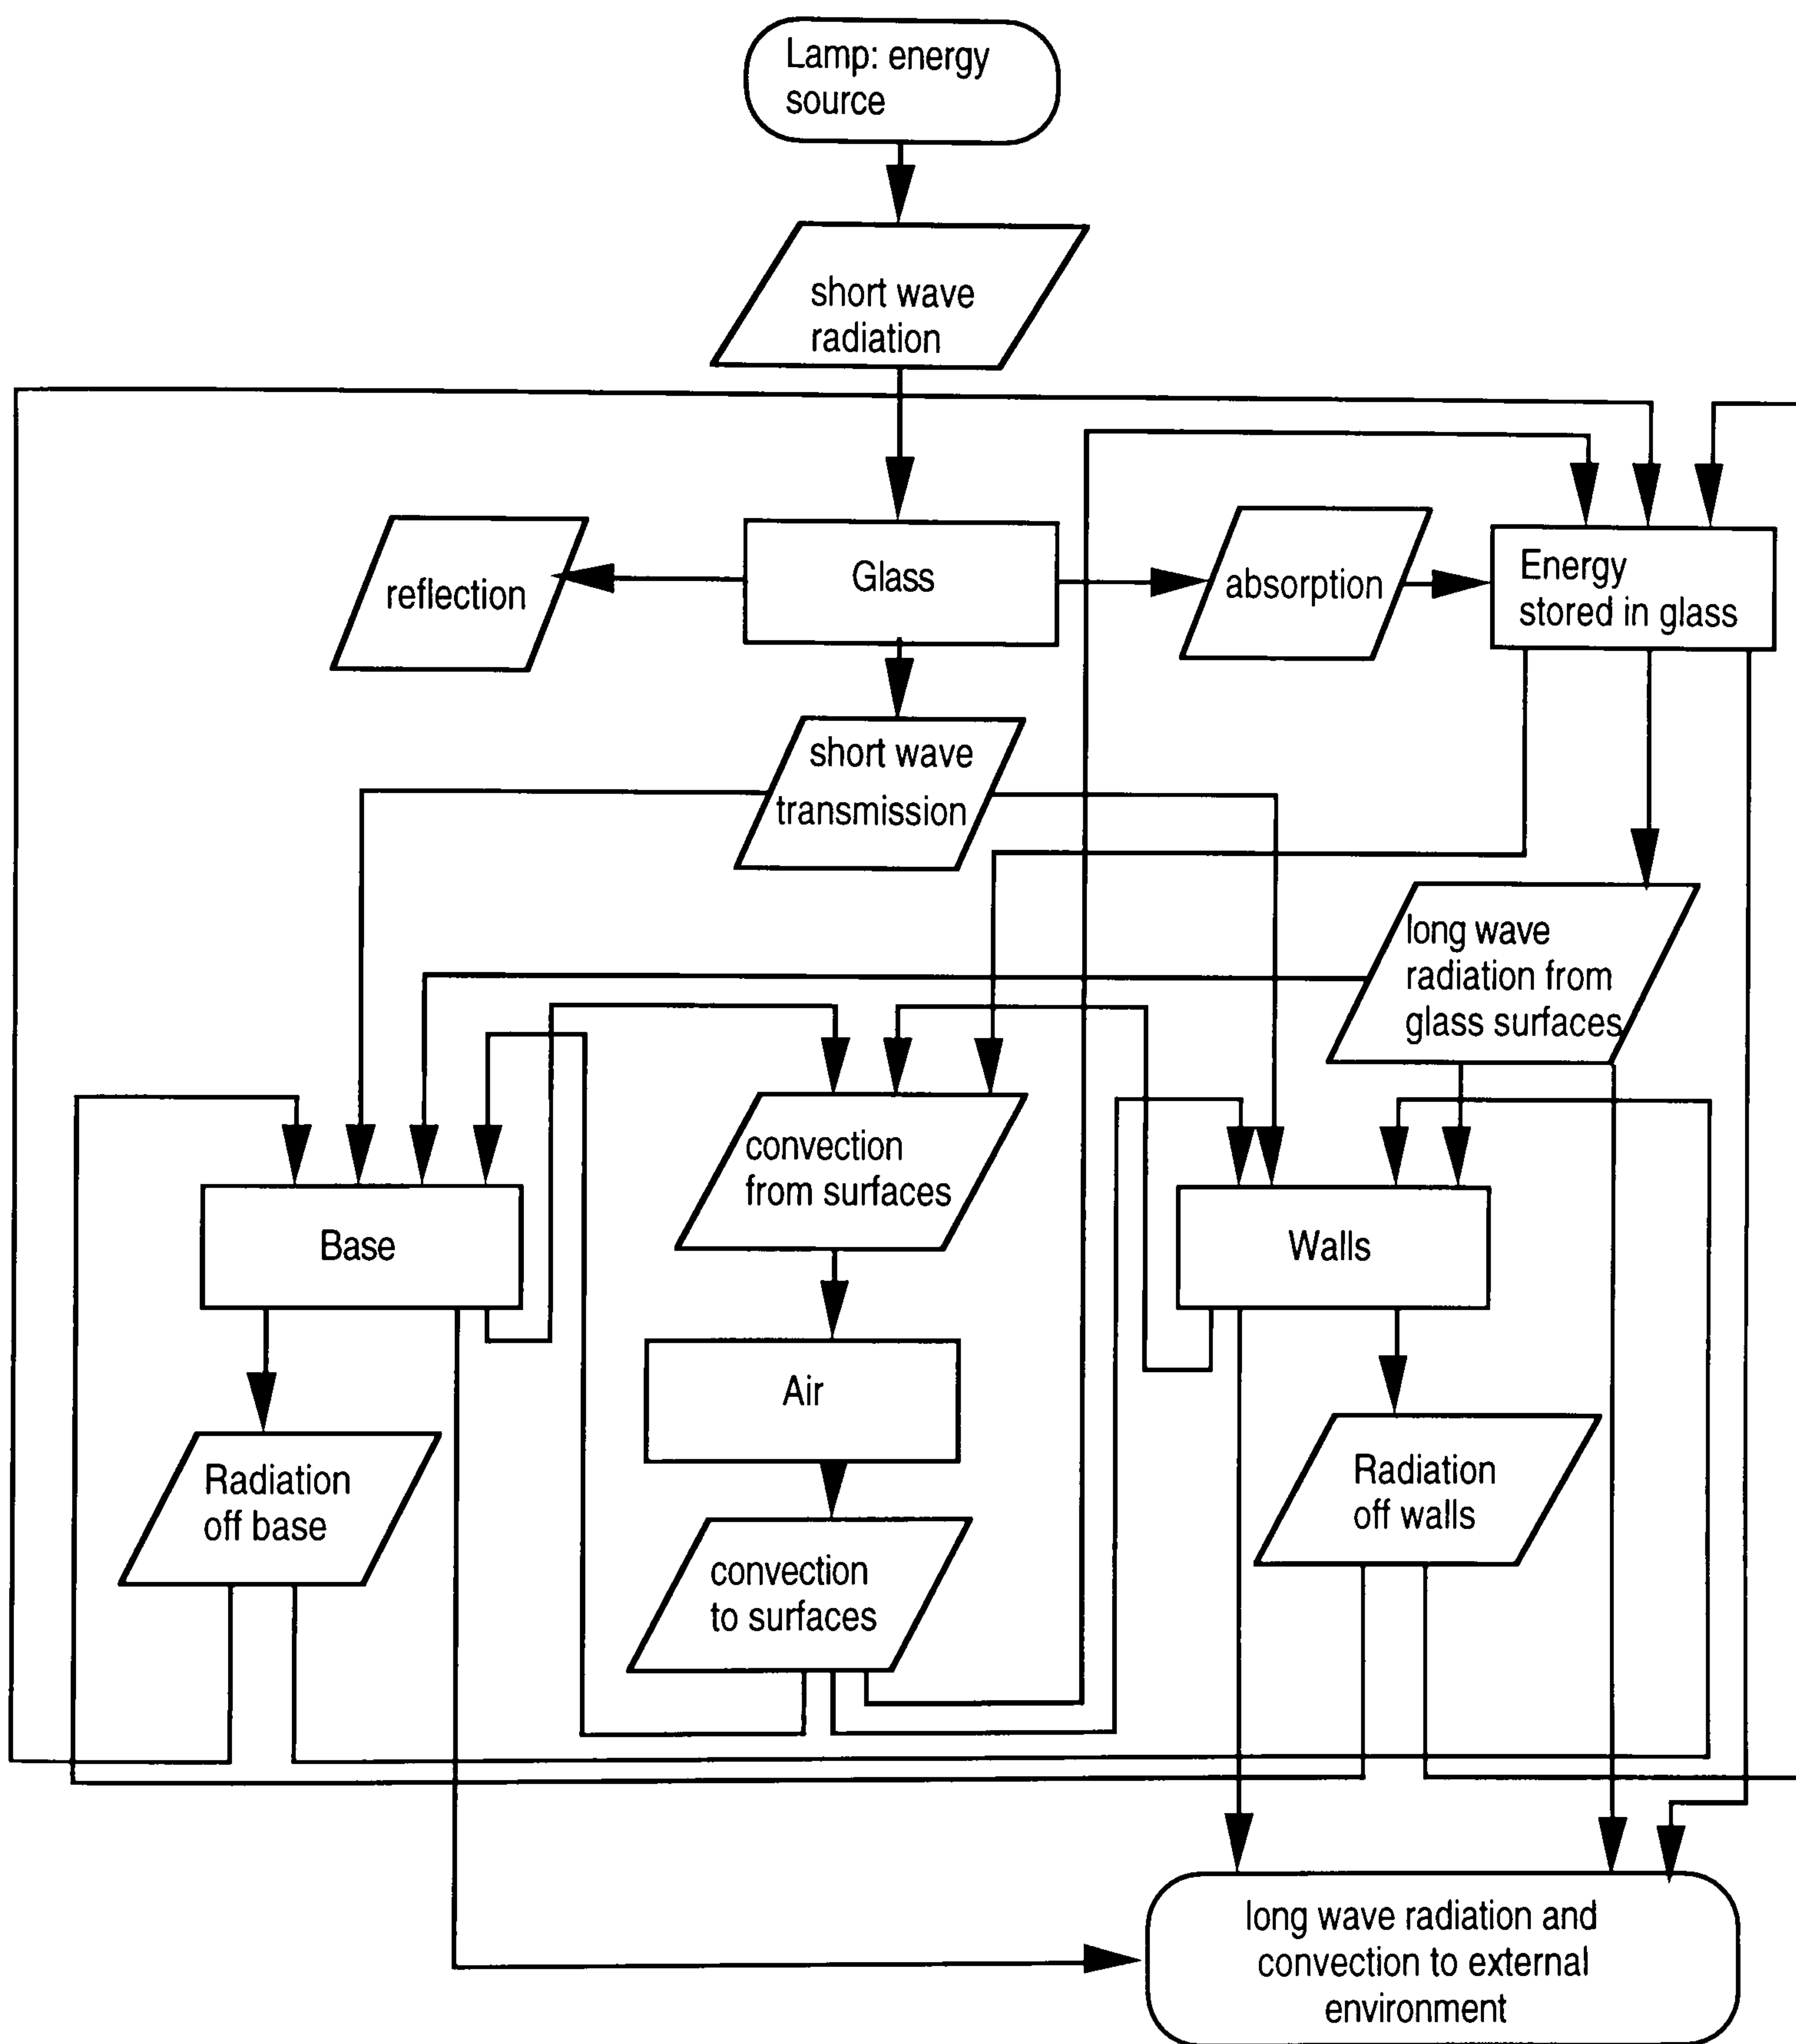 Lamp: energy
source
short wave
radiation
reflection
Glass
absorption
Energy
stored in glass
short wave
transmission
long wave
radiation from
glass surfaces
convection
from surfaces
Base
Walls
Air
Radiation
off base
Radiation
off walls
convection
to surfaces
long wave radiation and
convection to external
environment